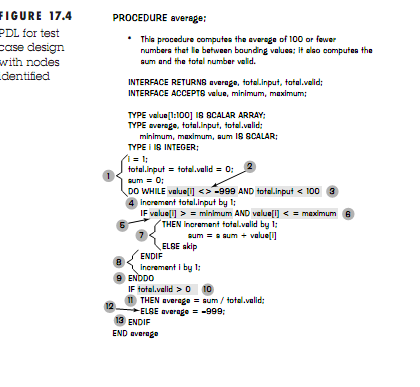 FIGURE 17.4
PDL for test
case design
with nodes
identified
PROCEDURE average;
* This procedure computes the average of 100 or fewer
numbers that lie between bounding values; it also computes the
sum and the total number valid.
INTERFACE RETURNS average, total.input, total.valid;
INTERFACE ACCEPTS value, minimum, maximum;
TYPE value[1:100] IS SCALAR ARRAY;
TYPE average, total.input, total.valid;
minimum, maximum, sum IS SCALAR;
TYPE i IS INTEGER;
i = 1;
1 total.input = total.valid = 0; 2
sum = 0;
DO WHILE value[i] <> -999 AND total.input < 100 3
4 increment total.input by 1;
IF value[i] > = minimum AND value[i] < = maximum 6
5 THEN increment total.valid by 1;
7 sum = s sum + value[i]
ELSE skip
8 ENDIF
increment i by 1;
9 ENDDO
IF total.valid > 0 10
11 THEN average = sum / total.valid;
12 ELSE average = -999;
13 ENDIF
END average